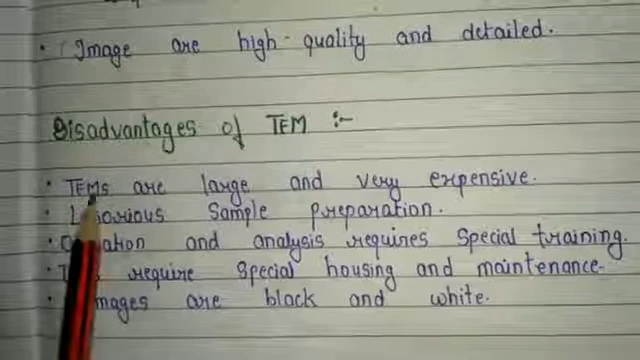 • Image are high-quality and detailed.
Disadvantages of TEM :-
• TEMs are large and very expensive.
• Sample preparation.
• and analysis requires special training.
• require special housing and maintenance.
• Images are black and white.